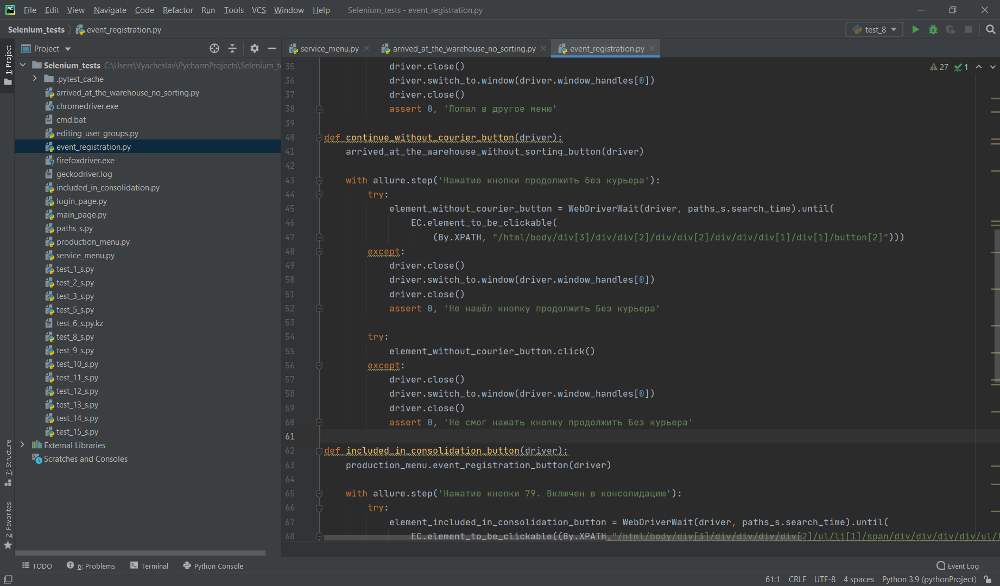 File Edit View Navigate Code Refactor Run Tools VCS Window Help Selenium_tests - event_registration.py
Selenium_tests event_registration.py test_8
Project
service_menu.py arrived_at_the_warehouse_no_sorting.py event_registration.py
1: Project
7: Structure
2: Favorites
Selenium_tests C:\Users\Vyacheslav\PycharmProjects\Selenium_t
.pytest_cache
arrived_at_the_warehouse_no_sorting.py
chromedriver.exe
cmd.bat
editing_user_groups.py
event_registration.py
firefoxdriver.exe
geckodriver.log
included_in_consolidation.py
login_page.py
main_page.py
paths_s.py
production_menu.py
service_menu.py
test_1_s.py
test_2_s.py
test_3_s.py
test_5_s.py
test_6_s.py.kz
test_8_s.py
test_9_s.py
test_10_s.py
test_11_s.py
test_12_s.py
test_13_s.py
test_14_s.py
test_15_s.py
External Libraries
Scratches and Consoles
27 1
35 driver.close()
36 driver.switch_to.window(driver.window_handles[0])
37 driver.close()
38 assert 0, 'Попал в другое меню'
39
40 def continue_without_courier_button(driver):
41 arrived_at_the_warehouse_without_sorting_button(driver)
42
43 with allure.step('Нажатие кнопки продолжить без курьера'):
44 try:
45 element_without_courier_button = WebDriverWait(driver, paths_s.search_time).until(
46 EC.element_to_be_clickable(
47 (By.XPATH, "/html/body/div[3]/div/div[2]/div/div[2]/div/div/div[1]/div[1]/button[2]")))
48 except:
49 driver.close()
50 driver.switch_to.window(driver.window_handles[0])
51 driver.close()
52 assert 0, 'Не нашёл кнопку продолжить Без курьера'
53
54 try:
55 element_without_courier_button.click()
56 except:
57 driver.close()
58 driver.switch_to.window(driver.window_handles[0])
59 driver.close()
60 assert 0, 'Не смог нажать кнопку продолжить Без курьера'
61
62 def included_in_consolidation_button(driver):
63 production_menu.event_registration_button(driver)
64
65 with allure.step('Нажатие кнопки 79. Включен в консолидацию'):
66 try:
67 element_included_in_consolidation_button = WebDriverWait(driver, paths_s.search_time).until(
68 EC.element_to_be_clickable((By.XPATH,"/html/body/div[3]/div/div/div/div[2]/ul/li[1]/span/div/div/div/div/ul/l
TODO 6: Problems Terminal Python Console Event Log
61:1 CRLF UTF-8 4 spaces Python 3.9 (pythonProject)